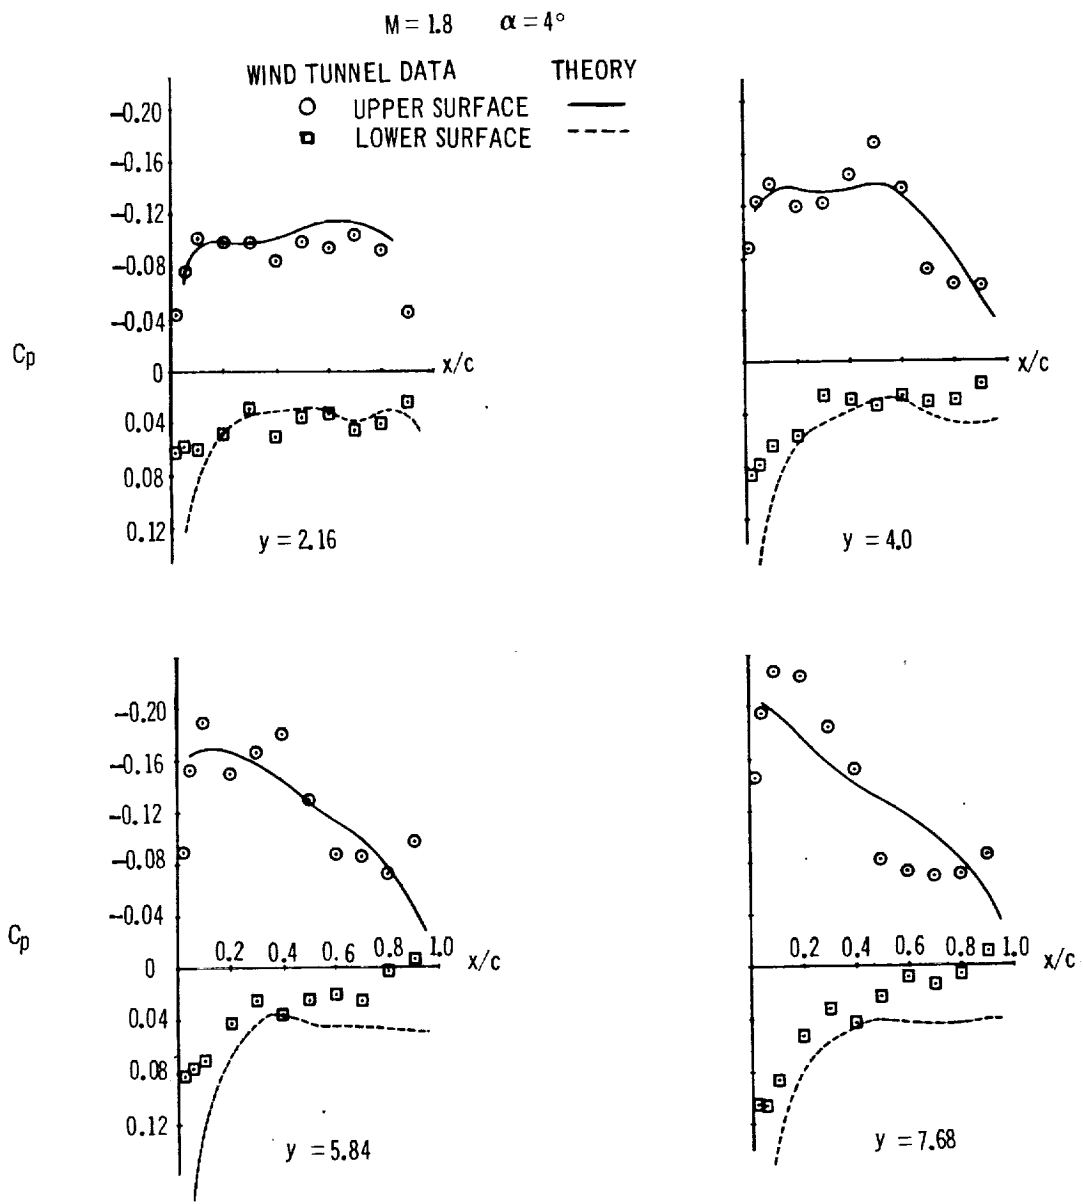 M = 1.8 α = 4°
WIND TUNNEL DATA THEORY
UPPER SURFACE
LOWER SURFACE
-0.20
-0.16
-0.12
-0.08
-0.04
Cp
0
x/c
0.04
0.08
0.12
y = 2.16
x/c
y = 4.0
-0.20
-0.16
-0.12
-0.08
-0.04
Cp
0
0.2 0.4 0.6 0.8 1.0
x/c
0.04
0.08
0.12
y = 5.84
0.2 0.4 0.6 0.8 1.0
x/c
y = 7.68